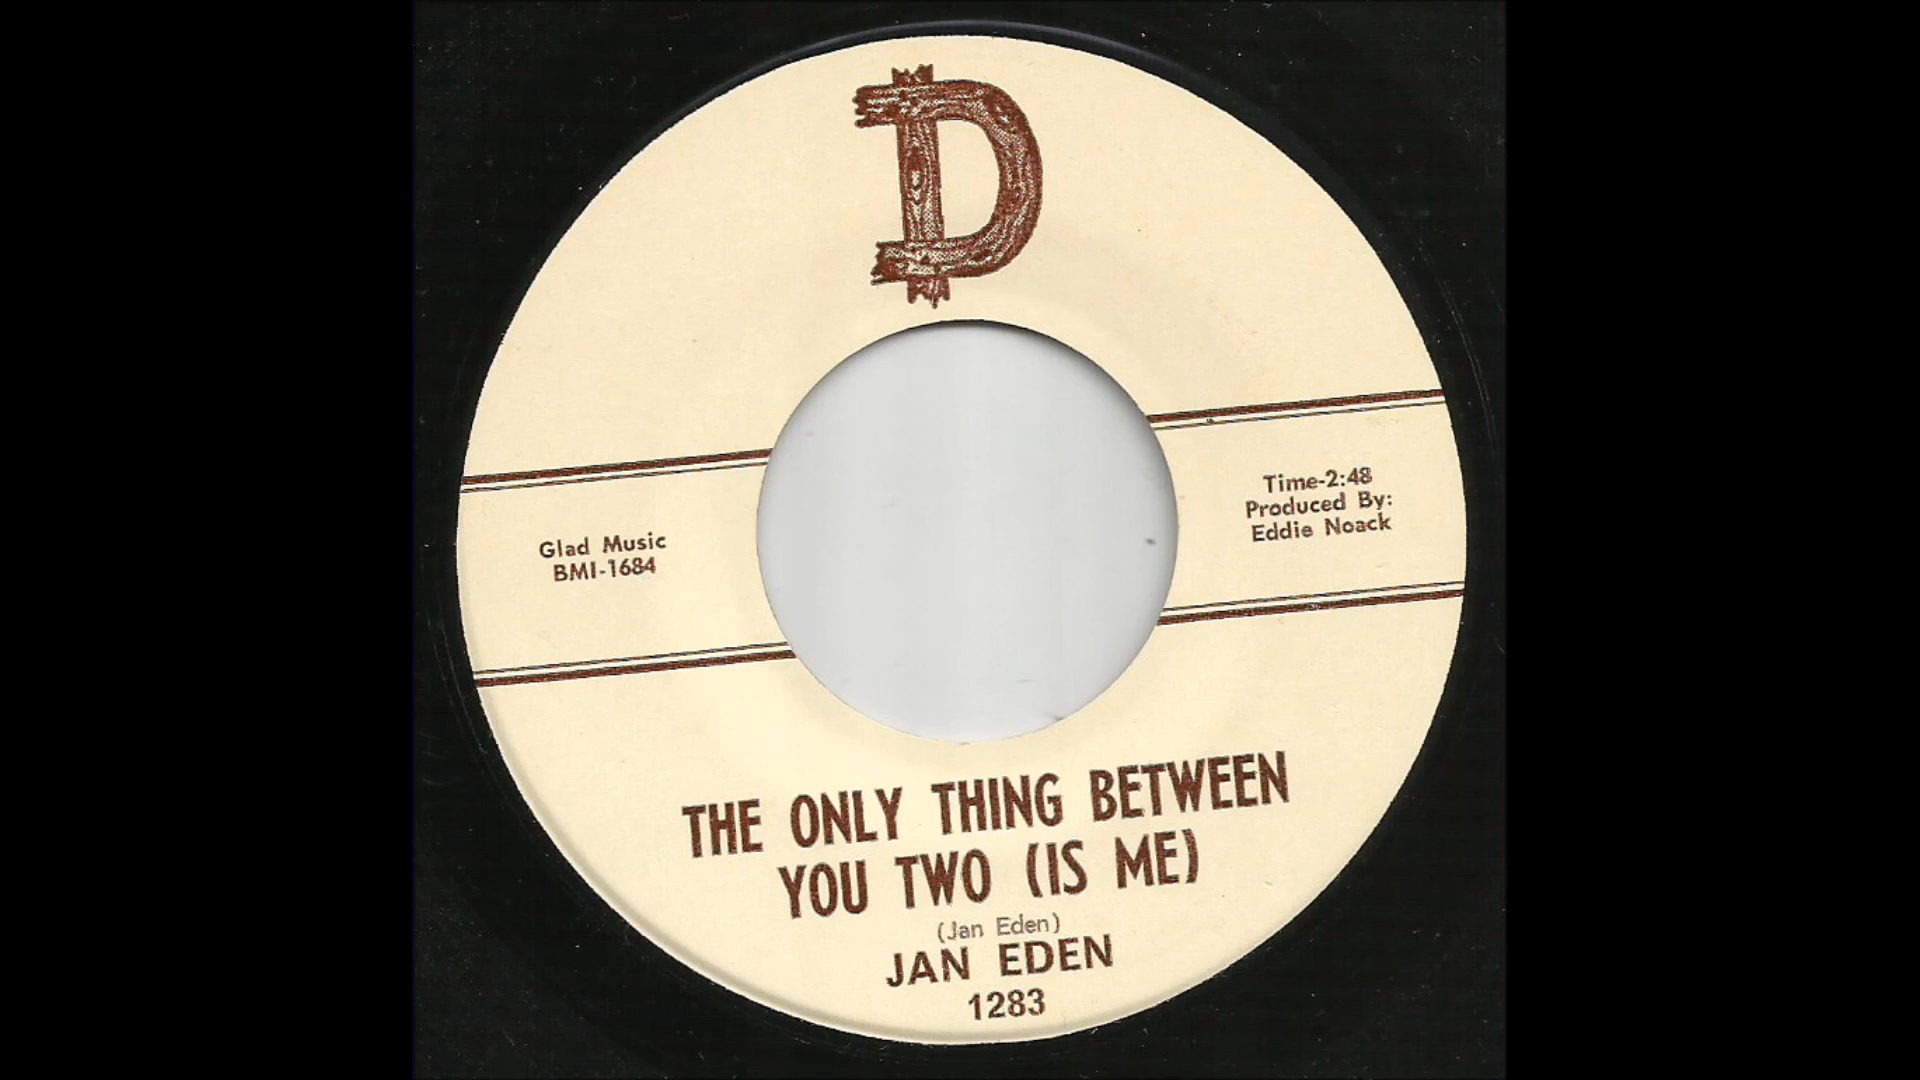 D
Glad Music
BMI-1684
Time-2:48
Produced By:
Eddie Noack
THE ONLY THING BETWEEN
YOU TWO (IS ME)
(Jan Eden)
JAN EDEN
1283